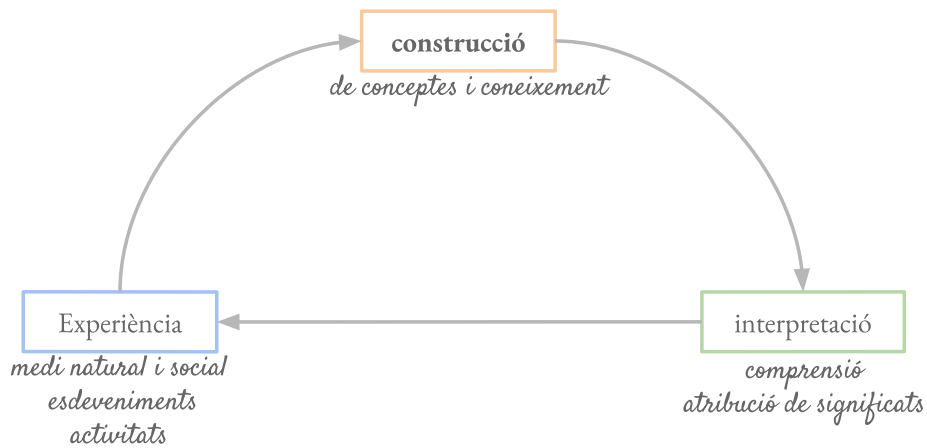 construcció
de conceptes i coneixement
Experiència
medi natural i social
esdeveniments
activitats
interpretació
comprensió
atribució de significats